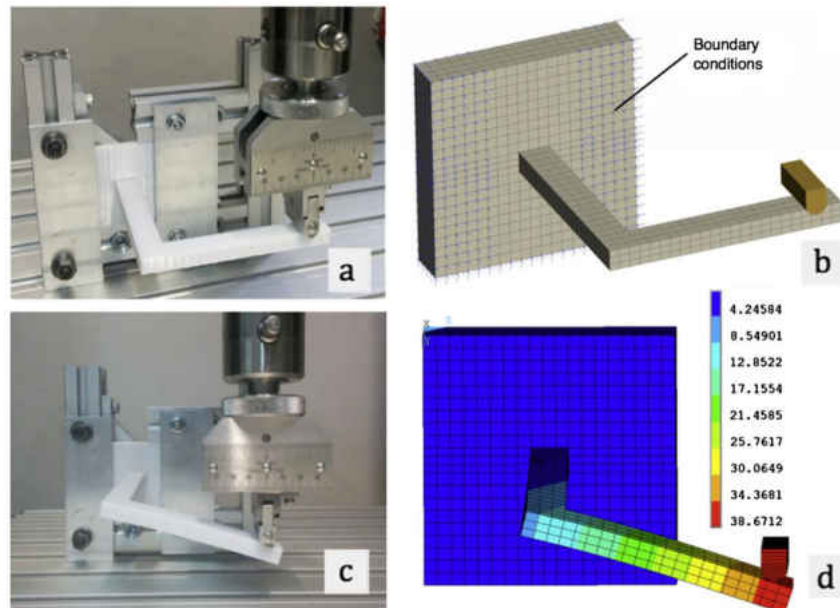 a
Boundary
conditions
b
c
4.24584
8.54901
12.8522
17.1554
21.4585
25.7617
30.0649
34.3681
38.6712
d